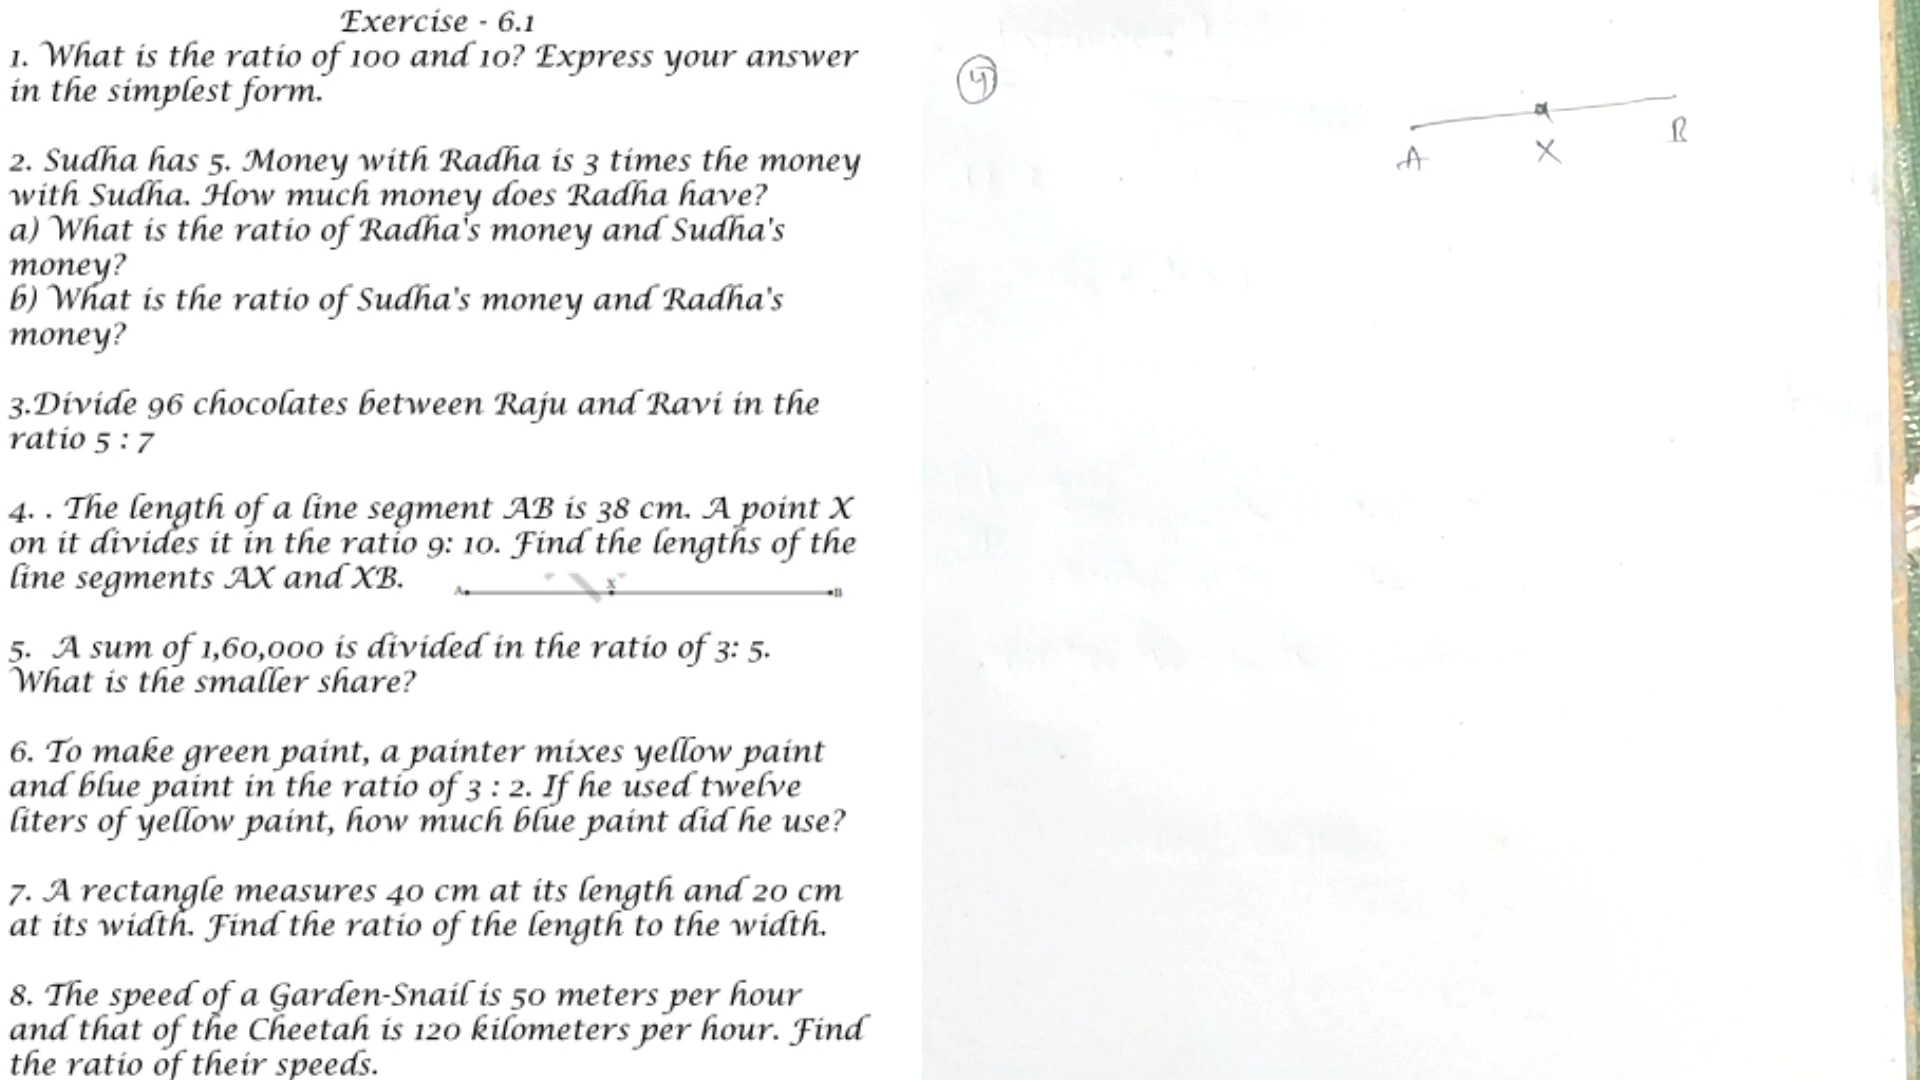 Exercise - 6.1
1. What is the ratio of 100 and 10? Express your answer
in the simplest form.
2. Sudha has 5. Money with Radha is 3 times the money
with Sudha. How much money does Radha have?
a) What is the ratio of Radha's money and Sudha's
money?
b) What is the ratio of Sudha's money and Radha's
money?
3.Divide 96 chocolates between Raju and Ravi in the
ratio 5 : 7
4. . The length of a line segment AB is 38 cm. A point X
on it divides it in the ratio 9: 10. Find the lengths of the
line segments AX and XB.
A X B
5. A sum of 1,60,000 is divided in the ratio of 3: 5.
What is the smaller share?
6. To make green paint, a painter mixes yellow paint
and blue paint in the ratio of 3 : 2. If he used twelve
liters of yellow paint, how much blue paint did he use?
7. A rectangle measures 40 cm at its length and 20 cm
at its width. Find the ratio of the length to the width.
8. The speed of a Garden-Snail is 50 meters per hour
and that of the Cheetah is 120 kilometers per hour. Find
the ratio of their speeds.
4
A X B